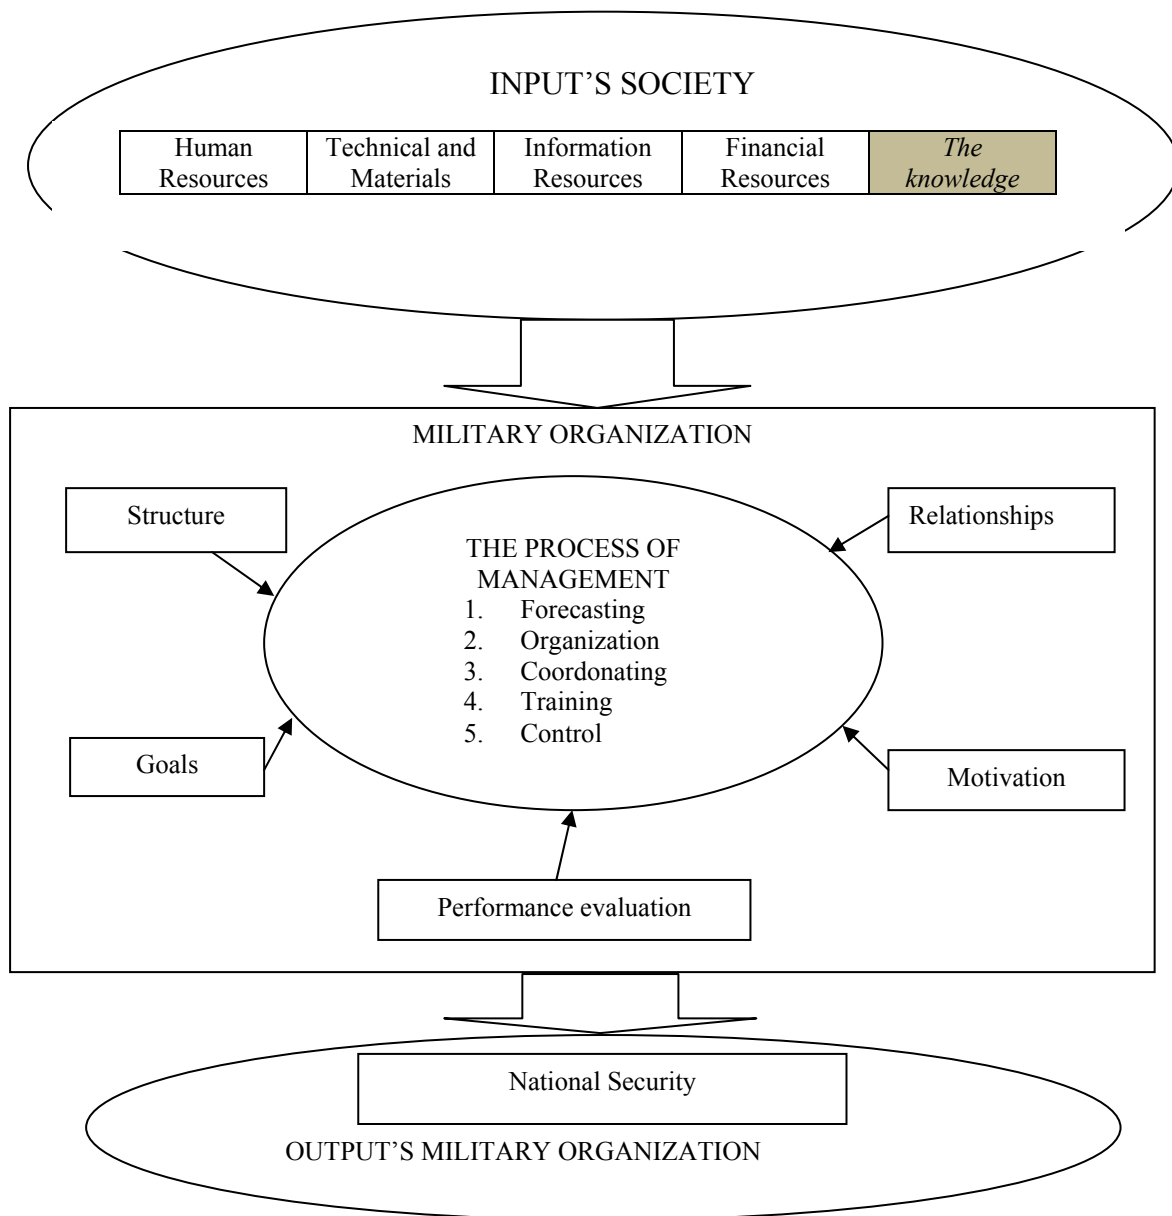 INPUT'S SOCIETY
Human Resources
Technical and Materials
Information Resources
Financial Resources
The knowledge
MILITARY ORGANIZATION
Structure
Relationships
THE PROCESS OF
MANAGEMENT
1. Forecasting
2. Organization
3. Coordonating
4. Training
5. Control
Goals
Motivation
Performance evaluation
National Security
OUTPUT'S MILITARY ORGANIZATION